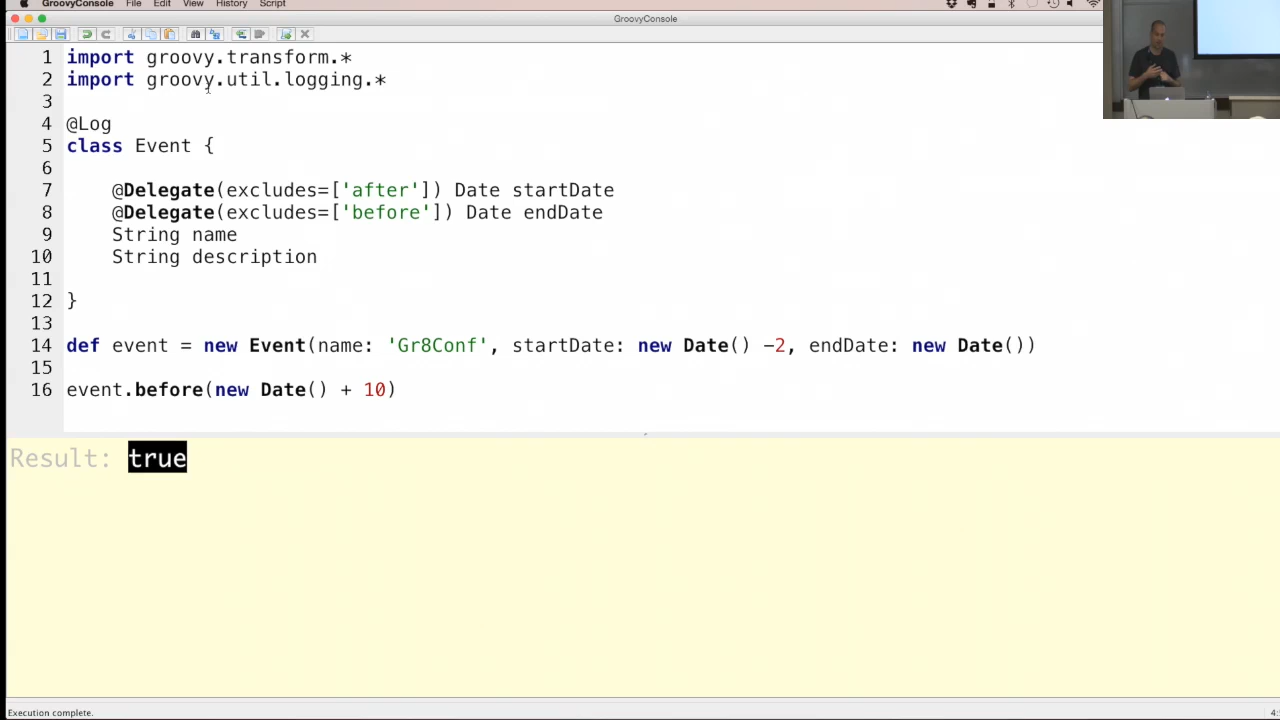 GroovyConsole File Edit View History Script
GroovyConsole
1 import groovy.transform.*
2 import groovy.util.logging.*
3
4 @Log
5 class Event {
6
7 @Delegate(excludes=['after']) Date startDate
8 @Delegate(excludes=['before']) Date endDate
9 String name
10 String description
11
12 }
13
14 def event = new Event(name: 'Gr8Conf', startDate: new Date() -2, endDate: new Date())
15
16 event.before(new Date() + 10)
Result: true
Execution complete.
4: